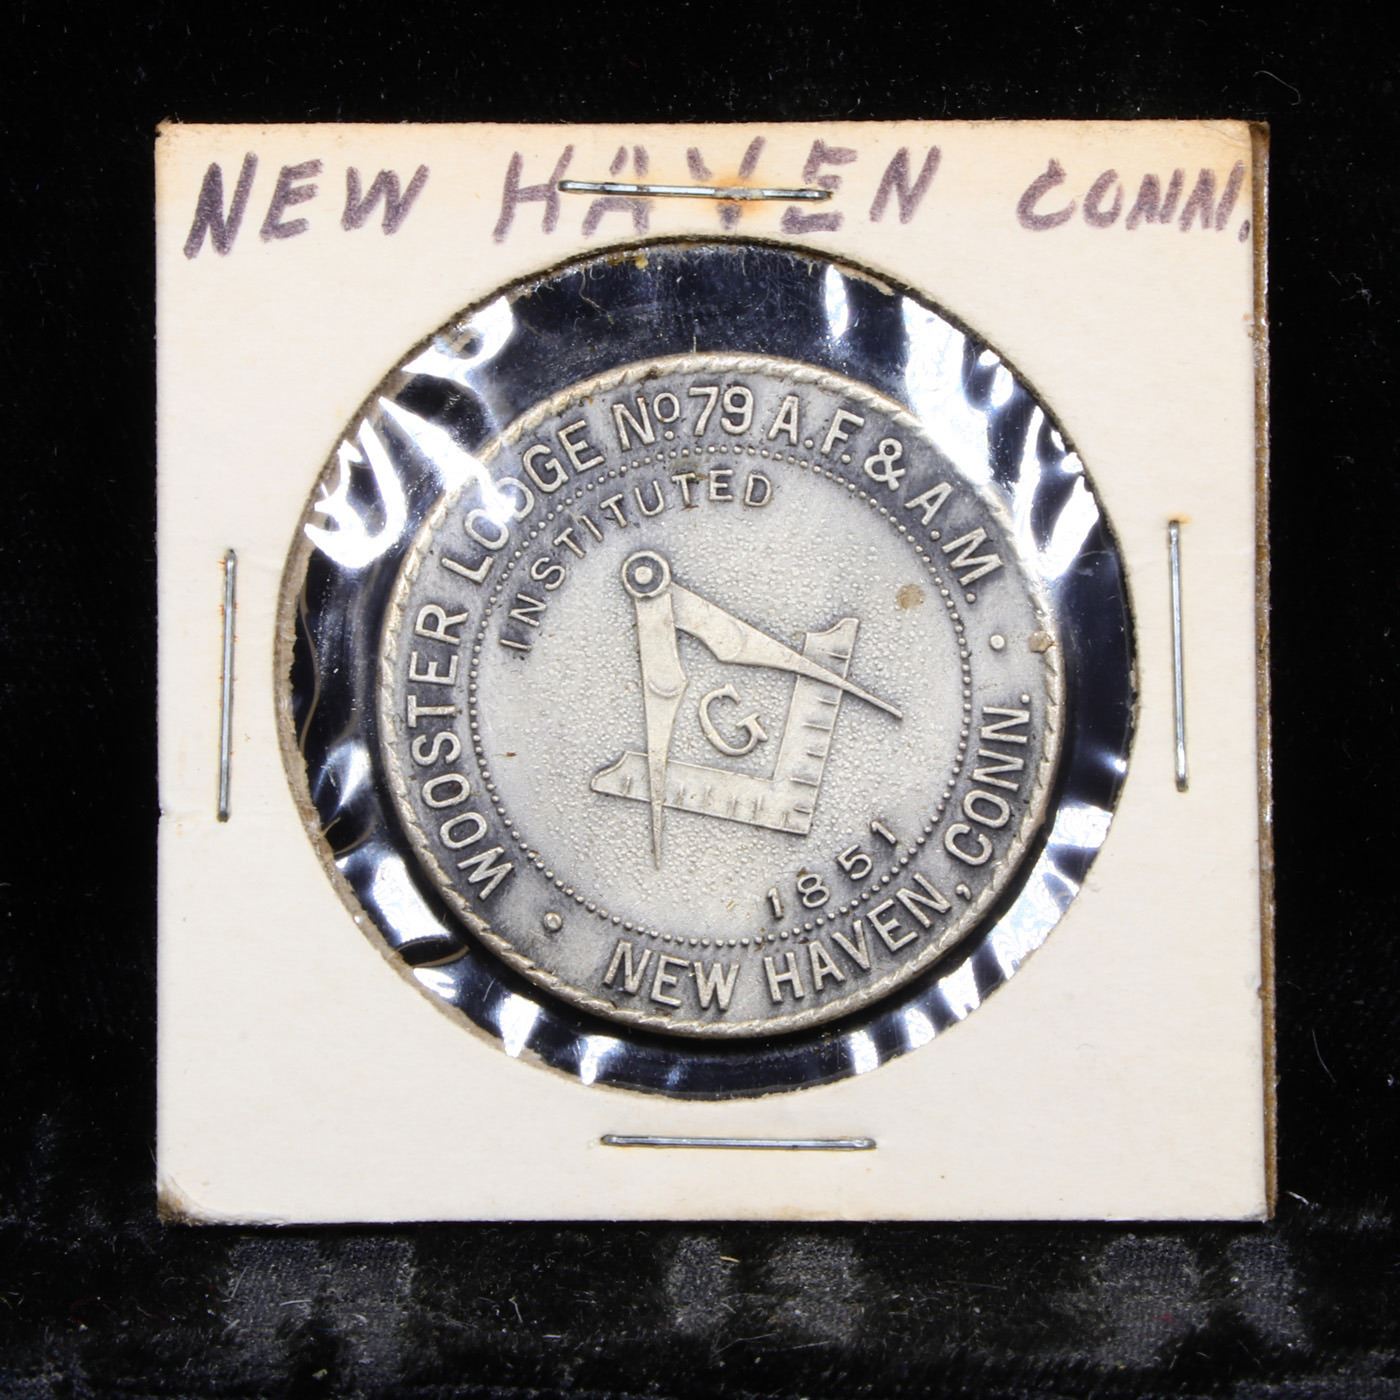 NEW HAVEN CONN.
WOOSTER LODGE No. 79 A.F. & A.M.
INSTITUTED
G
1851
NEW HAVEN, CONN.